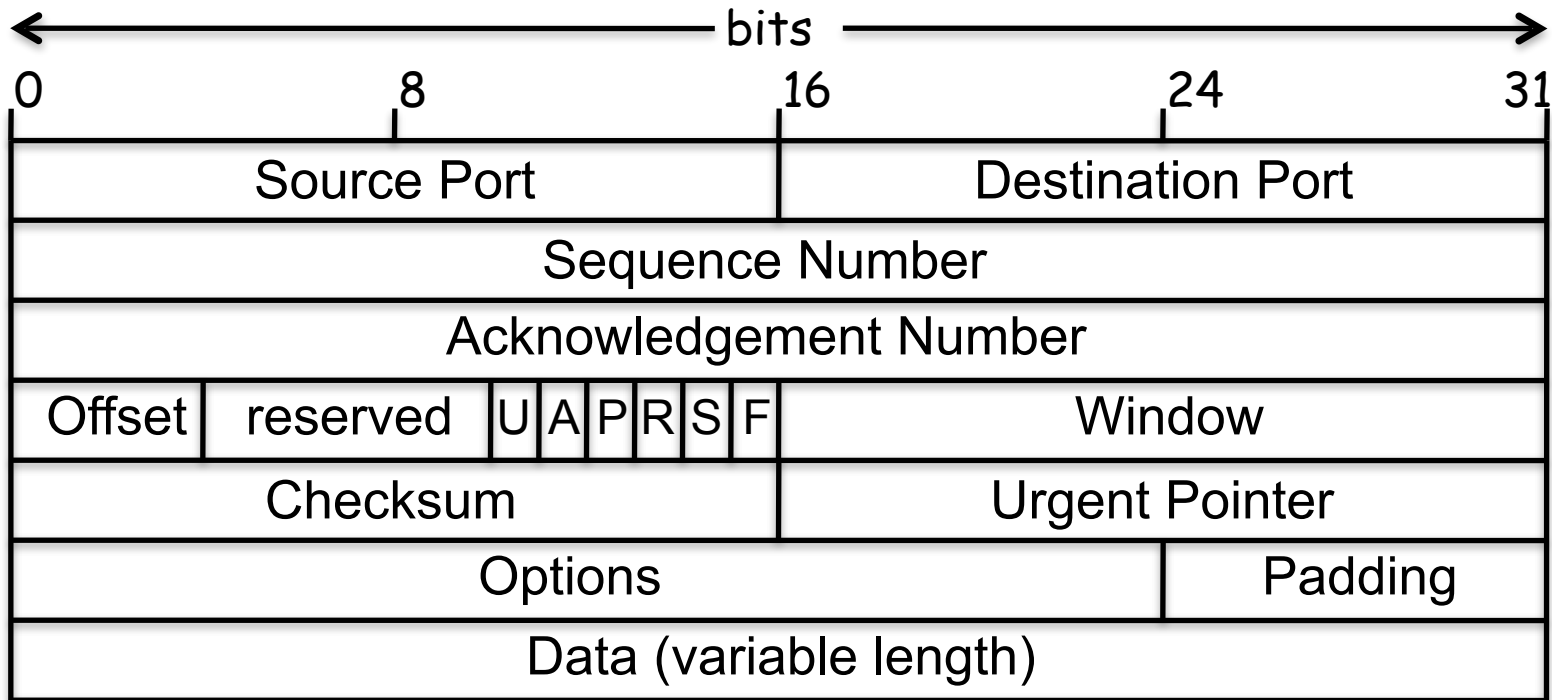 bits
0 8 16 24 31
Source Port Destination Port
Sequence Number
Acknowledgement Number
Offset reserved U A P R S F Window
Checksum Urgent Pointer
Options Padding
Data (variable length)